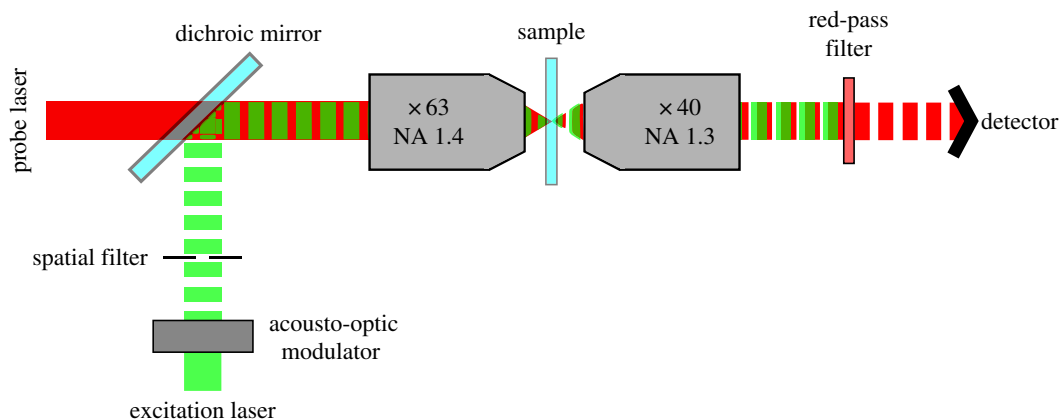 dichroic mirror
sample
red-pass
filter
probe laser
× 63
NA 1.4
× 40
NA 1.3
detector
spatial filter
acousto-optic
modulator
excitation laser